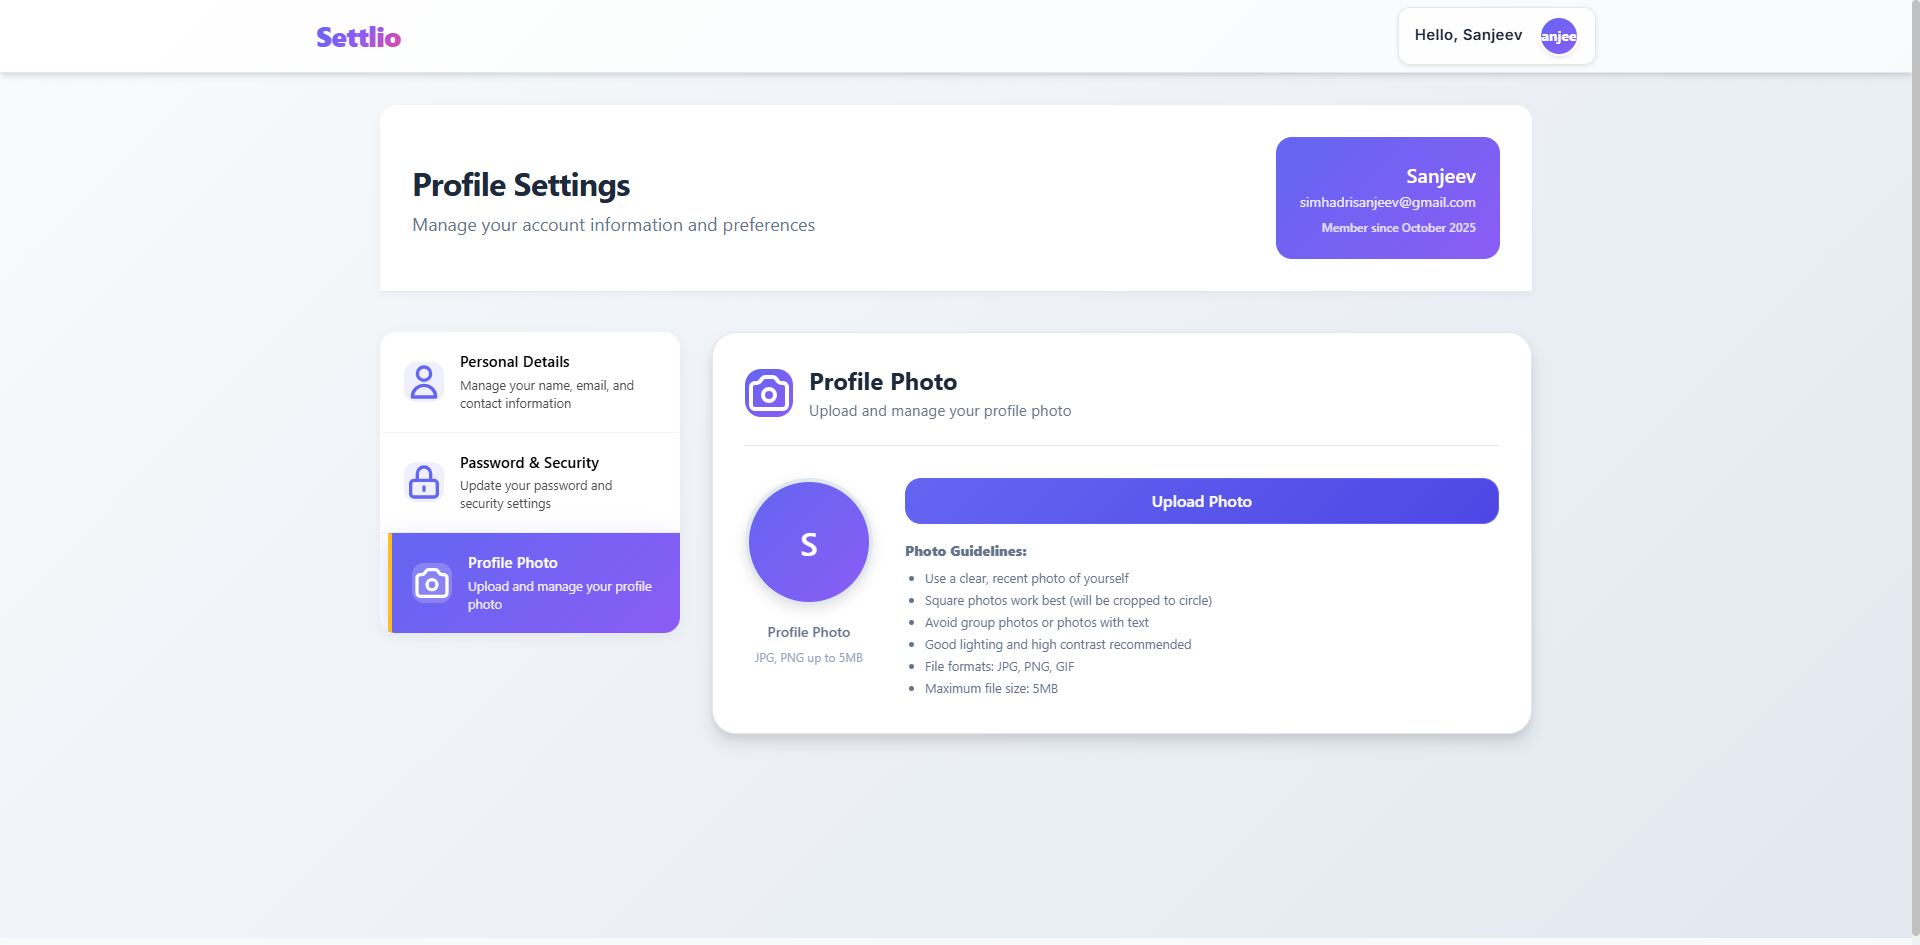 Settlio
Hello, Sanjeev
anjee
Profile Settings
Manage your account information and preferences
Sanjeev
simhadrisanjeev@gmail.com
Member since October 2025
Personal Details
Manage your name, email, and
contact information
Password & Security
Update your password and
security settings
Profile Photo
Upload and manage your profile
photo
Profile Photo
Upload and manage your profile photo
S
Profile Photo
JPG, PNG up to 5MB
Upload Photo
Photo Guidelines:
Use a clear, recent photo of yourself
Square photos work best (will be cropped to circle)
Avoid group photos or photos with text
Good lighting and high contrast recommended
File formats: JPG, PNG, GIF
Maximum file size: 5MB